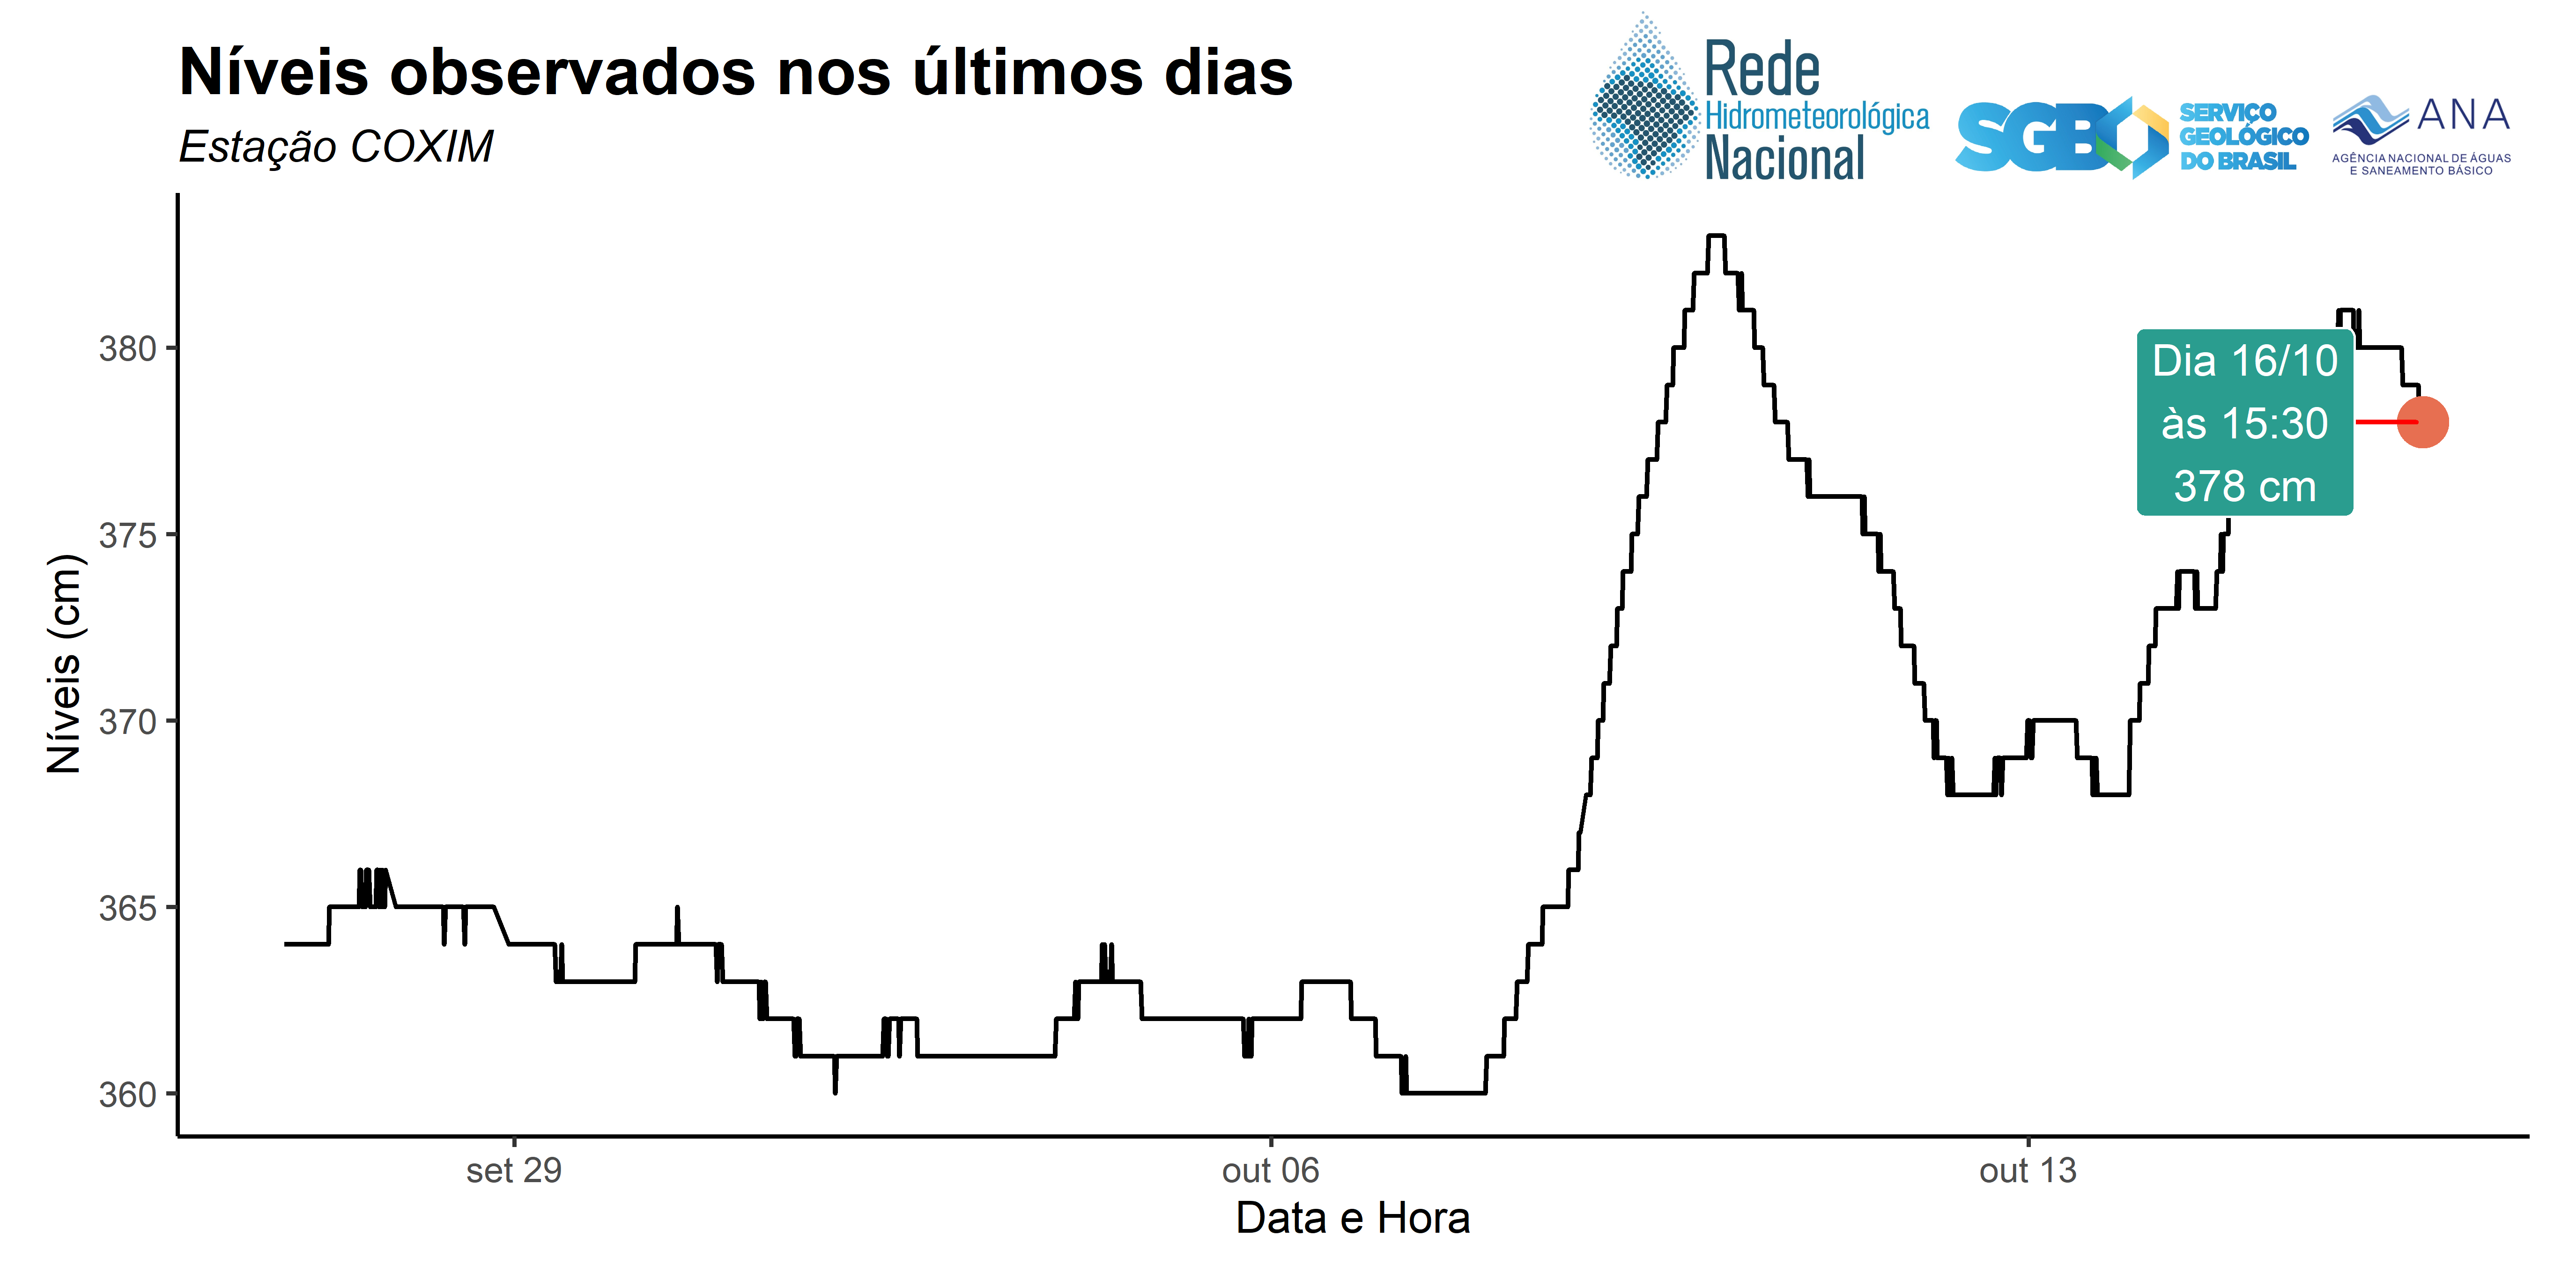 Níveis observados nos últimos dias
Estação COXIM
Rede
Hidrometeorológica
Nacional
SGB
SERVIÇO
GEOLÓGICO
DO BRASIL
ANA
AGÊNCIA NACIONAL DE ÁGUAS
E SANEAMENTO BÁSICO
Níveis (cm)
380
375
370
365
360
Dia 16/10
às 15:30
378 cm
set 29
out 06
out 13
Data e Hora